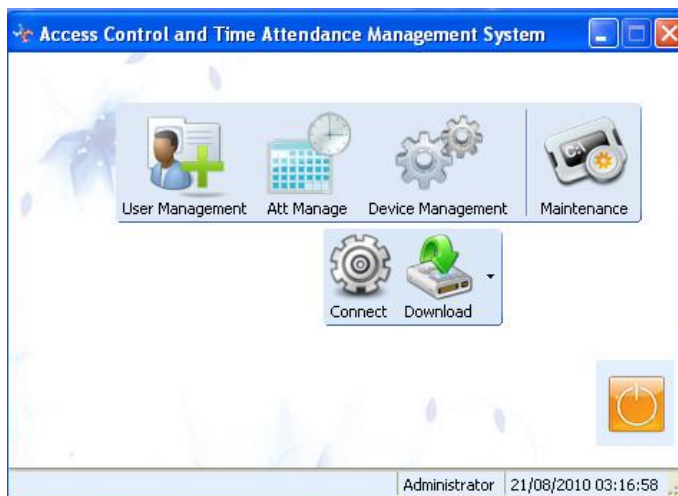 Access Control and Time Attendance Management System
User Management Att Manage Device Management Maintenance
C:\
Connect Download
Administrator 21/08/2010 03:16:58